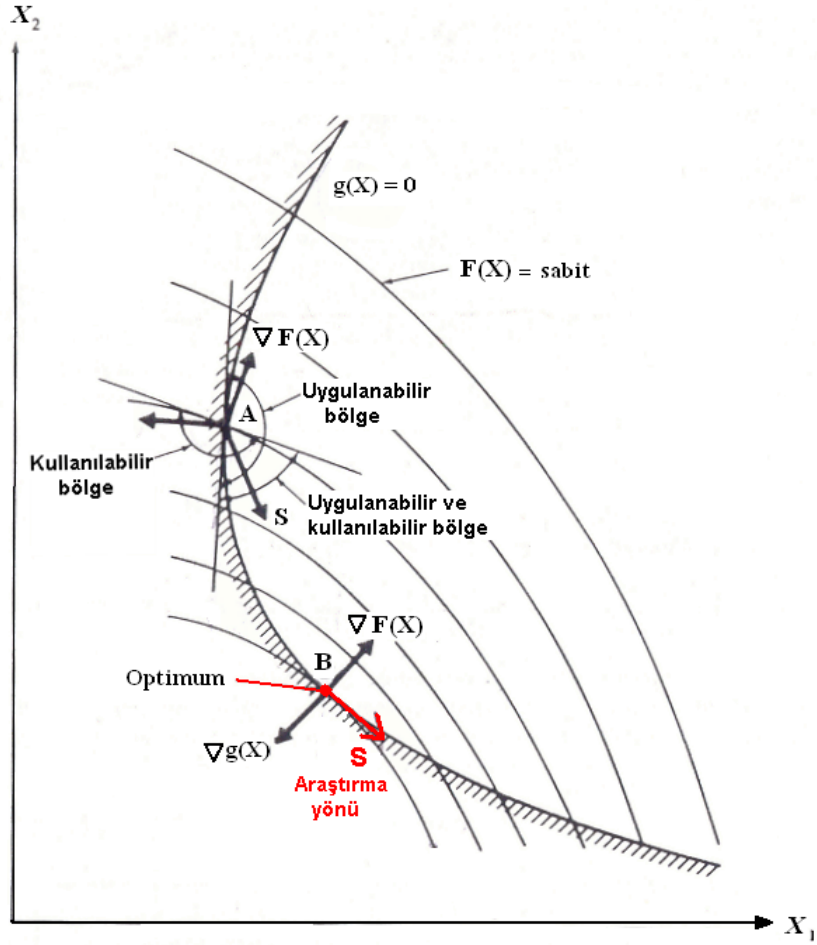 X₂
g(X) = 0
F(X) = sabit
∇ F(X)
Uygulanabilir
bölge
A
Kullanılabilir
bölge
Uygulanabilir ve
kullanılabilir bölge
S
∇ F(X)
B
Optimum
∇g(X)
S
Araştırma
yönü
X₁